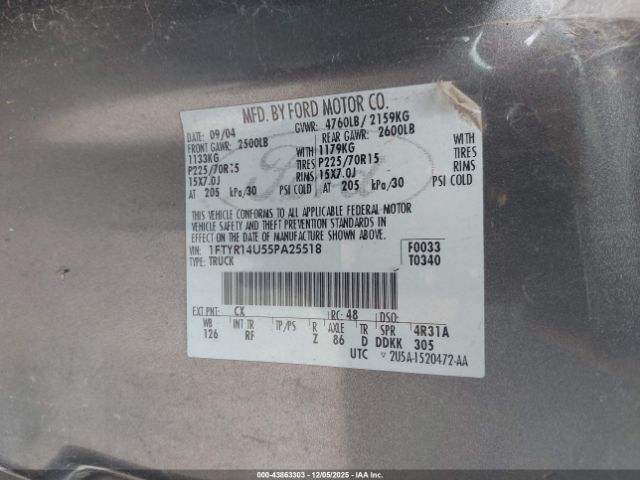 MFD. BY FORD MOTOR CO.
DATE: 09/04 GVWR: 4760LB / 2159KG
FRONT GAWR: 2500LB REAR GAWR: 2600LB
1133KG WITH 1179KG WITH
P225/70R15 TIRES P225/70R15 TIRES
15X7.0J RIMS 15X7.0J RIMS
AT 205 kPa/30 PSI COLD AT 205 kPa/30 PSI COLD
Ford
THIS VEHICLE CONFORMS TO ALL APPLICABLE FEDERAL MOTOR
VEHICLE SAFETY AND THEFT PREVENTION STANDARDS IN
EFFECT ON THE DATE OF MANUFACTURE SHOWN ABOVE.
VIN: 1FTYR14U55PA25518 F0033
TYPE: TRUCK T0340
EXT PNT: CX RC: 48 DSO:
WB INT TR TP/PS R AXLE TR SPR 4R31A
126 RF Z 86 D DDKK 305
UTC 2U5A-1520472-AA
© 00-43863303 - 12/05/2025 - IAA Inc.